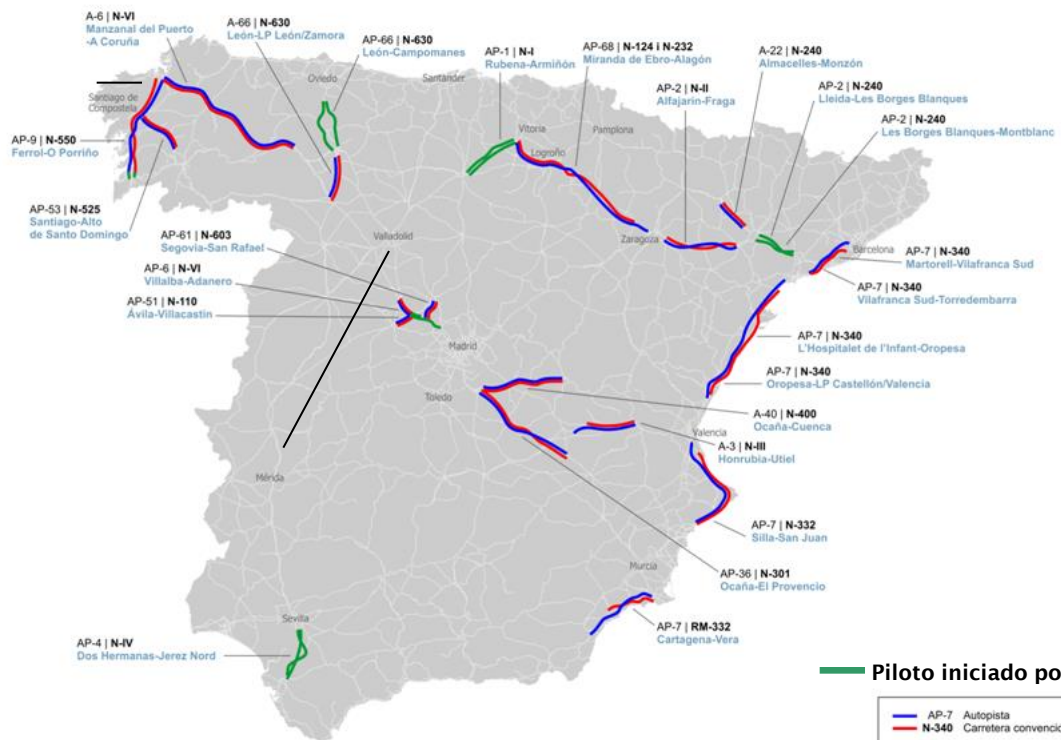 A-6 | N-VI
Manzanal del Puerto
-A Coruña
A-66 | N-630
León-LP León/Zamora
AP-66 | N-630
León-Campomanes
AP-1 | N-I
Rubena-Armiñón
AP-68 | N-124 i N-232
Miranda de Ebro-Alagón
A-22 | N-240
Almacelles-Monzón
AP-2 | N-II
Alfajarín-Fraga
AP-2 | N-240
Lleida-Les Borges Blanques
AP-2 | N-240
Les Borges Blanques-Montblanc
Oviedo
Santander
Santiago de
Compostela
Vitoria
Pamplona
Logroño
AP-9 | N-550
Ferrol-O Porriño
AP-53 | N-525
Santiago-Alto
de Santo Domingo
AP-61 | N-603
Segovia-San Rafael
Valladolid
Zaragoza
Barcelona
AP-7 | N-340
Martorell-Vilafranca Sud
AP-6 | N-VI
Villalba-Adanero
AP-7 | N-340
Vilafranca Sud-Torredembarra
AP-51 | N-110
Ávila-Villacastín
Madrid
AP-7 | N-340
L'Hospitalet de l'Infant-Oropesa
AP-7 | N-340
Oropesa-LP Castellón/Valencia
Toledo
A-40 | N-400
Ocaña-Cuenca
Valencia
A-3 | N-III
Honrubia-Utiel
Mérida
AP-7 | N-332
Silla-San Juan
Murcia
AP-36 | N-301
Ocaña-El Provencio
Sevilla
AP-7 | RM-332
Cartagena-Vera
AP-4 | N-IV
Dos Hermanas-Jerez Nord
Piloto iniciado po
AP-7 Autopista
N-340 Carretera convencio